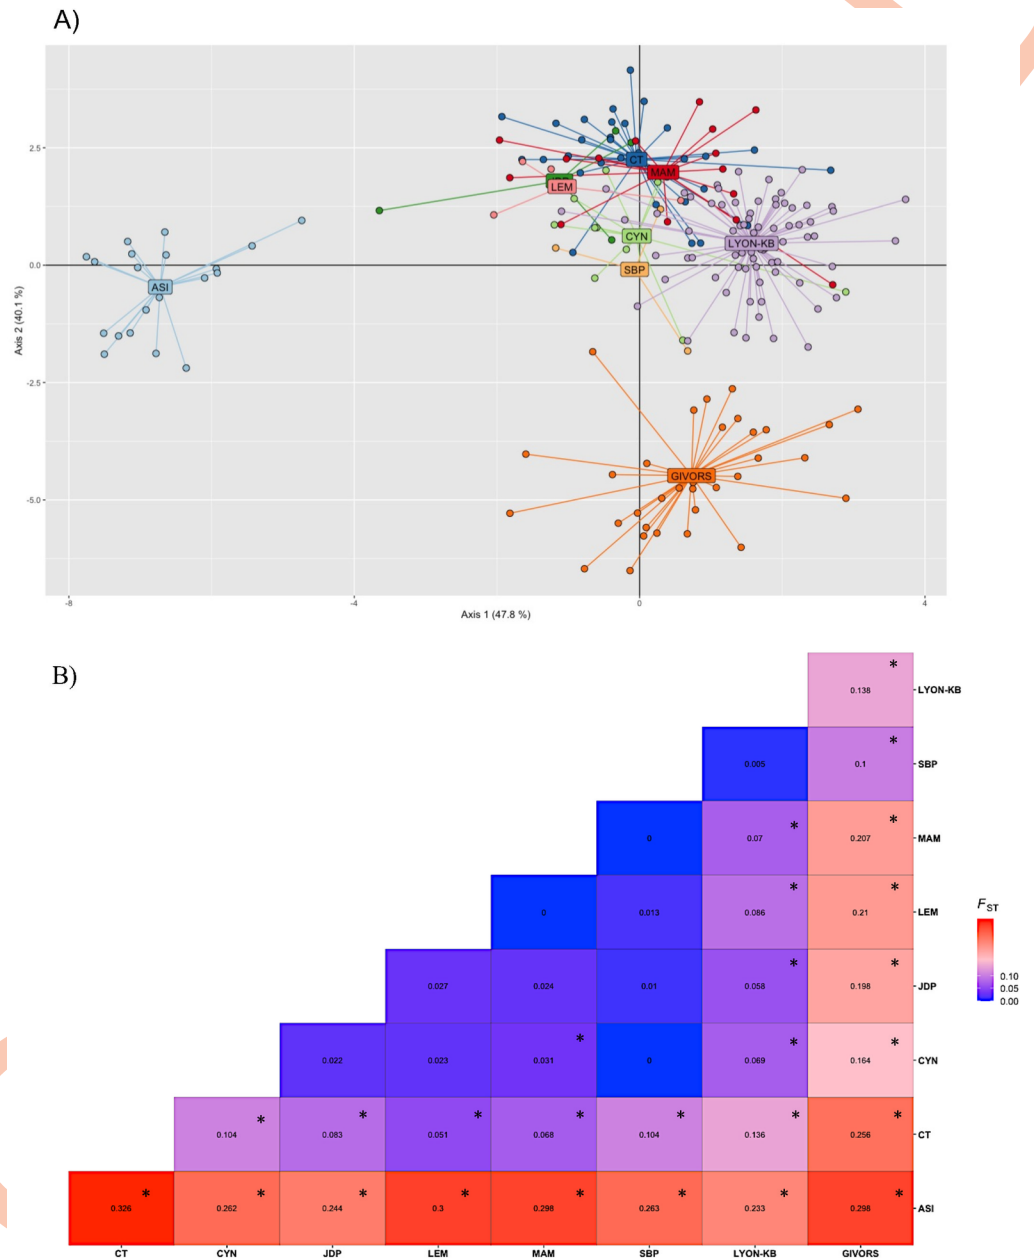 A)
2.5
0.0
-2.5
-5.0
Axis 2 (40.1 %)
CT
MAM
LEM
CYN
LYON-KB
SBP
ASI
GIVORS
-8 -4 0 4
Axis 1 (47.8 %)
B)
0.138 * LYON-KB
0.005 0.1 * SBP
0 0.07 * 0.207 * MAM
0 0.013 0.086 * 0.21 * LEM
0.027 0.024 0.01 0.058 * 0.198 * JDP
0.022 0.023 0.031 * 0 0.069 * 0.164 * CYN
0.104 * 0.083 * 0.051 * 0.068 * 0.104 * 0.136 * 0.256 * CT
0.326 * 0.262 * 0.244 * 0.3 * 0.298 * 0.263 * 0.233 * 0.298 * ASI
CT CYN JDP LEM MAM SBP LYON-KB GIVORS
FST
0.10
0.05
0.00